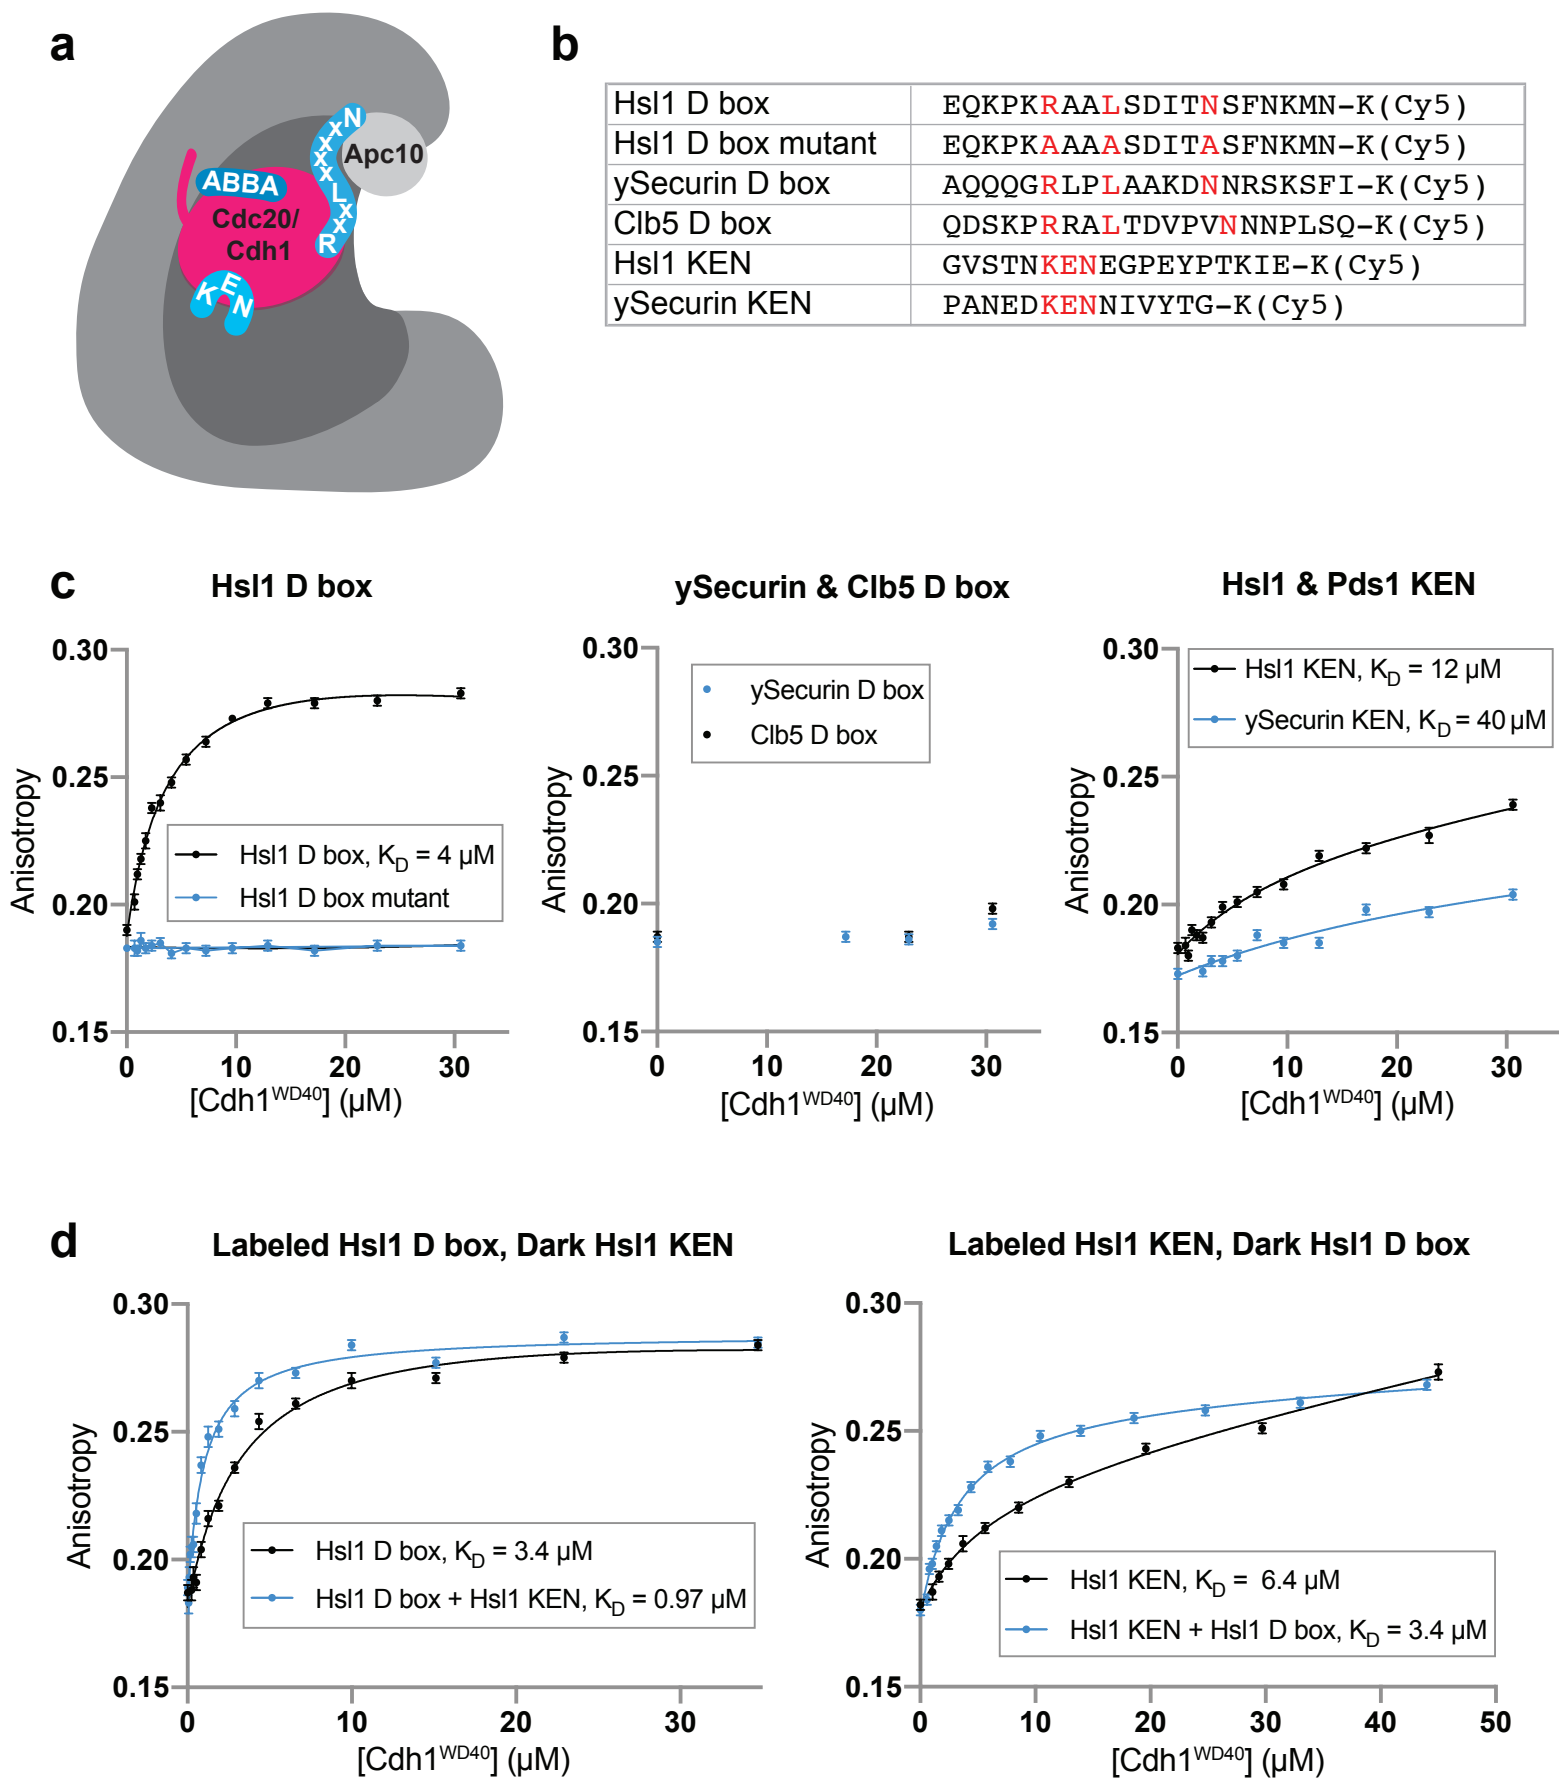 a
b
N
x
x
x
x
x
L
x
x
R
Apc10
ABBA
Cdc20/
Cdh1
K
E
N
Hsl1 D box EQKPKRAALSDITNSFNKMN-K(Cy5)
Hsl1 D box mutant EQKPKAAAASDITASFNKMN-K(Cy5)
ySecurin D box AQQQGRLPLAAKDNNRSKSFI-K(Cy5)
Clb5 D box QDSKPRRALTDVPVNNNPLSQ-K(Cy5)
Hsl1 KEN GVSTNKENEGPEYPTKIE-K(Cy5)
ySecurin KEN PANEDKENNIVYTG-K(Cy5)
c
Hsl1 D box
0.30
0.25
0.20
0.15
Anisotropy
Hsl1 D box, KD = 4 µM
Hsl1 D box mutant
0 10 20 30
[Cdh1WD40] (µM)
ySecurin & Clb5 D box
0.30
0.25
0.20
0.15
Anisotropy
ySecurin D box
Clb5 D box
0 10 20 30
[Cdh1WD40] (µM)
Hsl1 & Pds1 KEN
0.30
0.25
0.20
0.15
Anisotropy
Hsl1 KEN, KD = 12 µM
ySecurin KEN, KD = 40 µM
0 10 20 30
[Cdh1WD40] (µM)
d
Labeled Hsl1 D box, Dark Hsl1 KEN
0.30
0.25
0.20
0.15
Anisotropy
Hsl1 D box, KD = 3.4 µM
Hsl1 D box + Hsl1 KEN, KD = 0.97 µM
0 10 20 30
[Cdh1WD40] (µM)
Labeled Hsl1 KEN, Dark Hsl1 D box
0.30
0.25
0.20
0.15
Anisotropy
Hsl1 KEN, KD = 6.4 µM
Hsl1 KEN + Hsl1 D box, KD = 3.4 µM
0 10 20 30 40 50
[Cdh1WD40] (µM)